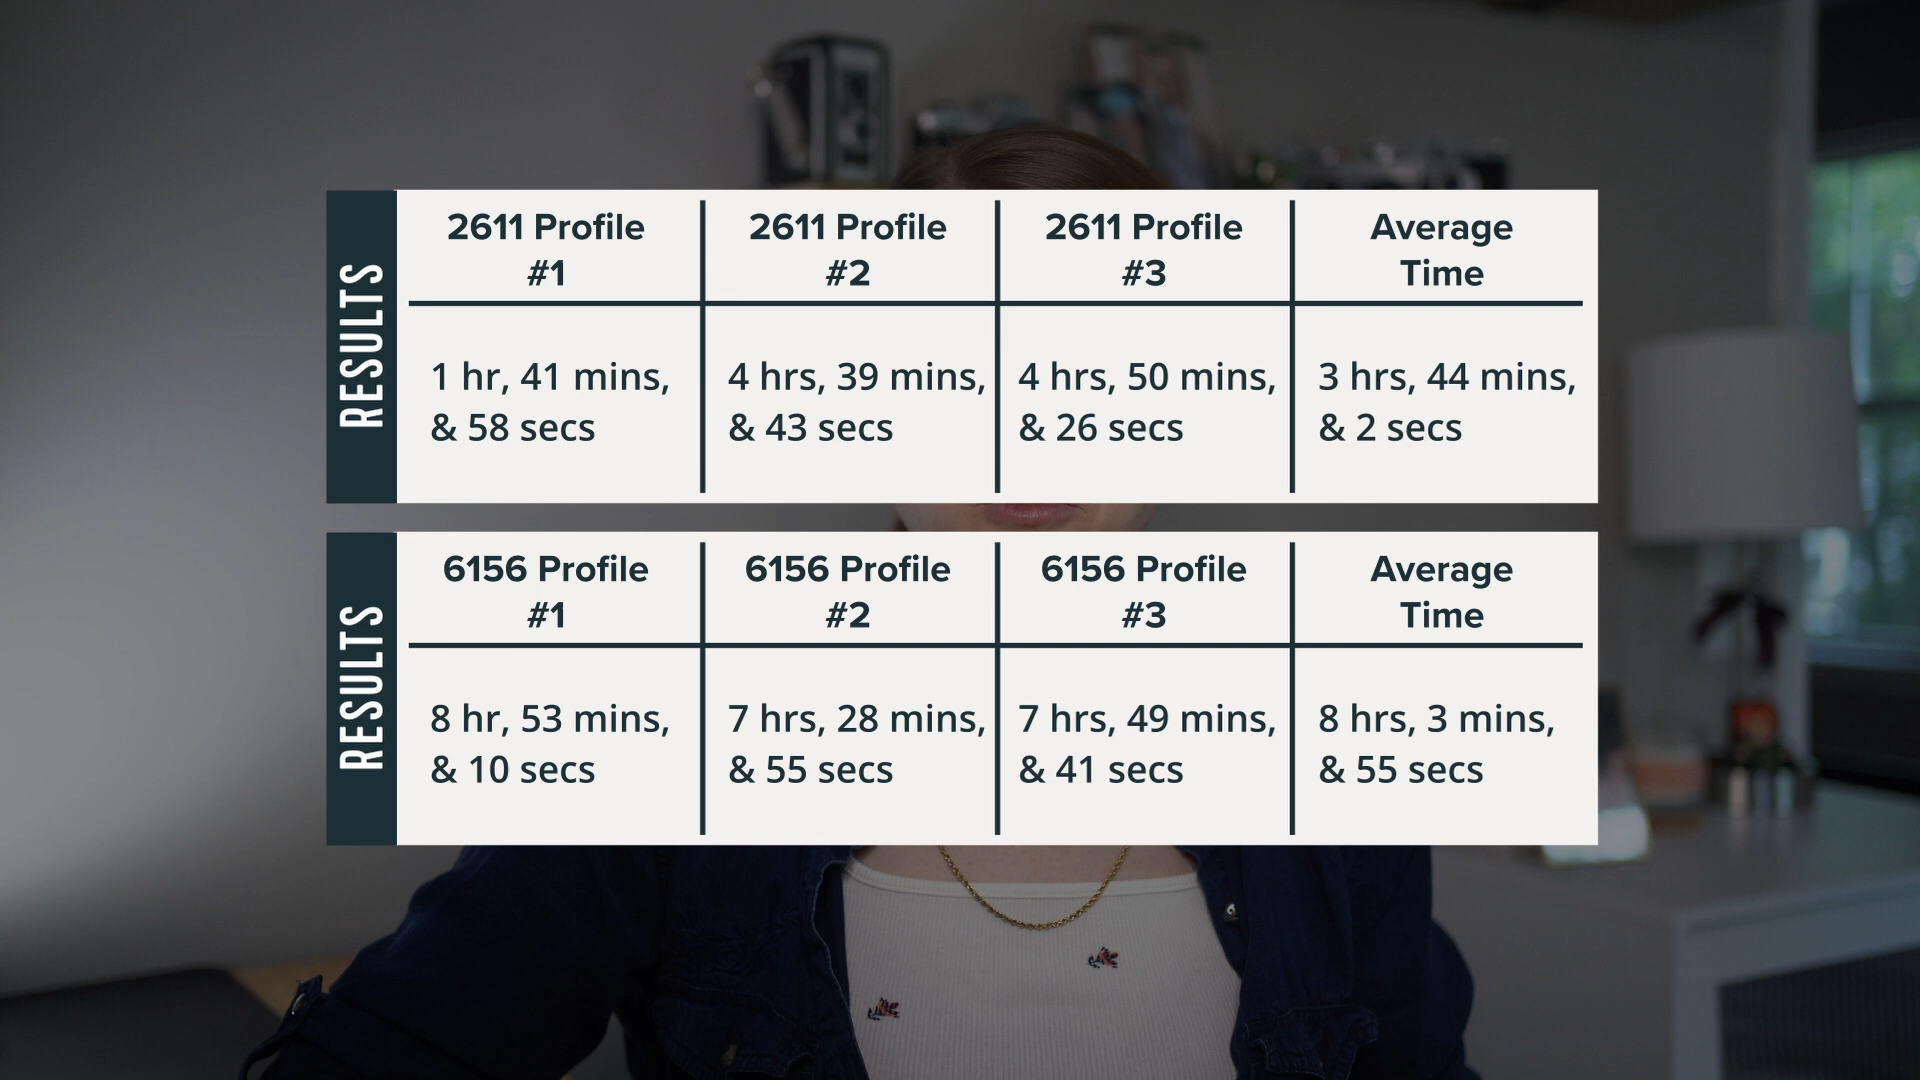 RESULTS
2611 Profile
#1
2611 Profile
#2
2611 Profile
#3
Average
Time
1 hr, 41 mins,
& 58 secs
4 hrs, 39 mins,
& 43 secs
4 hrs, 50 mins,
& 26 secs
3 hrs, 44 mins,
& 2 secs
RESULTS
6156 Profile
#1
6156 Profile
#2
6156 Profile
#3
Average
Time
8 hr, 53 mins,
& 10 secs
7 hrs, 28 mins,
& 55 secs
7 hrs, 49 mins,
& 41 secs
8 hrs, 3 mins,
& 55 secs